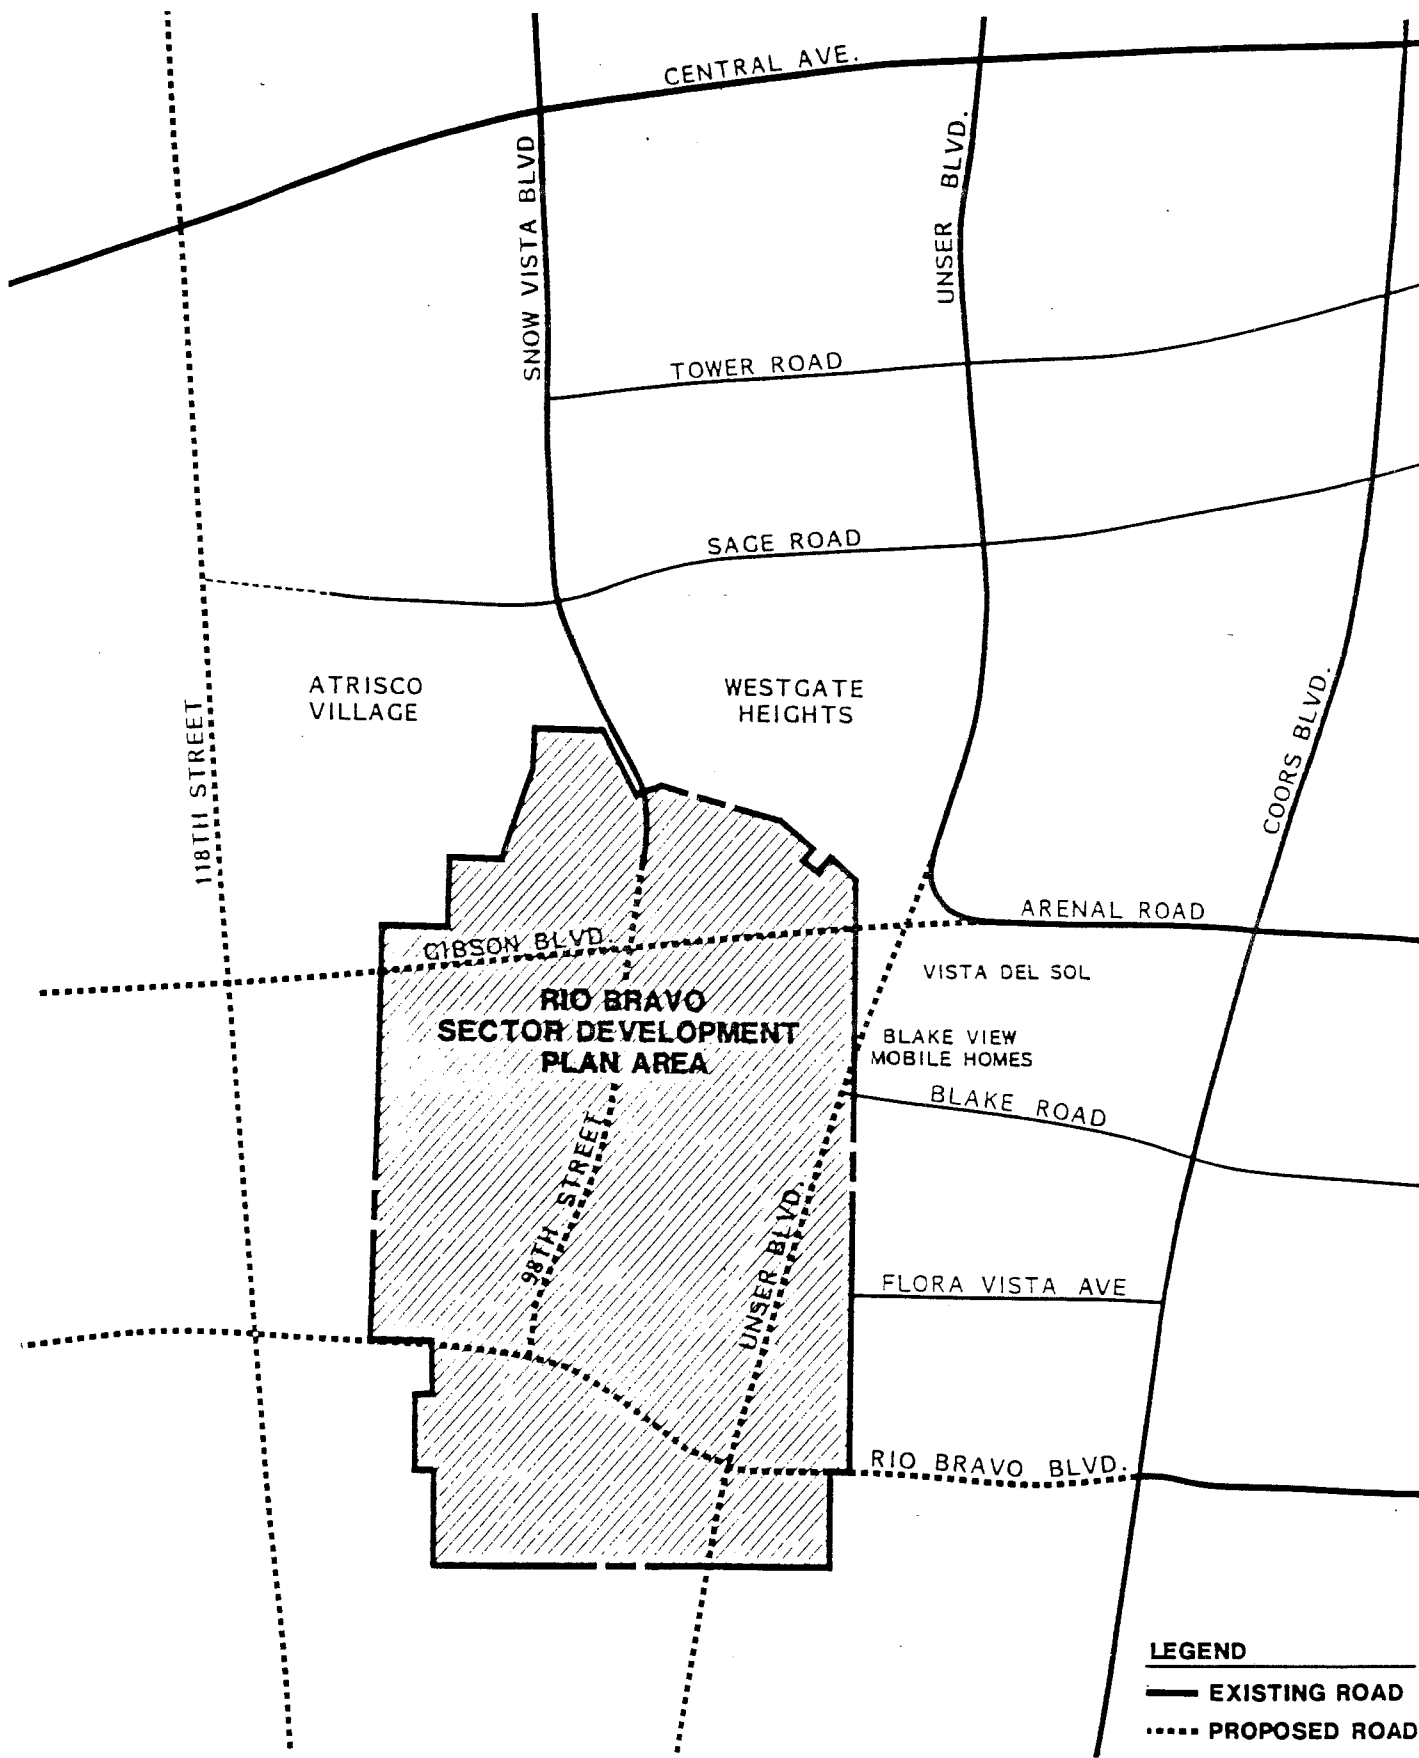 CENTRAL AVE.
SNOW VISTA BLVD
UNSER BLVD.
TOWER ROAD
SAGE ROAD
ATRISCO
VILLAGE
WESTGATE
HEIGHTS
118TH STREET
COORS BLVD.
ARENAL ROAD
GIBSON BLVD.
VISTA DEL SOL
RIO BRAVO
SECTOR DEVELOPMENT
PLAN AREA
BLAKE VIEW
MOBILE HOMES
BLAKE ROAD
98TH STREET
UNSER BLVD.
FLORA VISTA AVE
RIO BRAVO BLVD.
LEGEND
EXISTING ROAD
PROPOSED ROAD